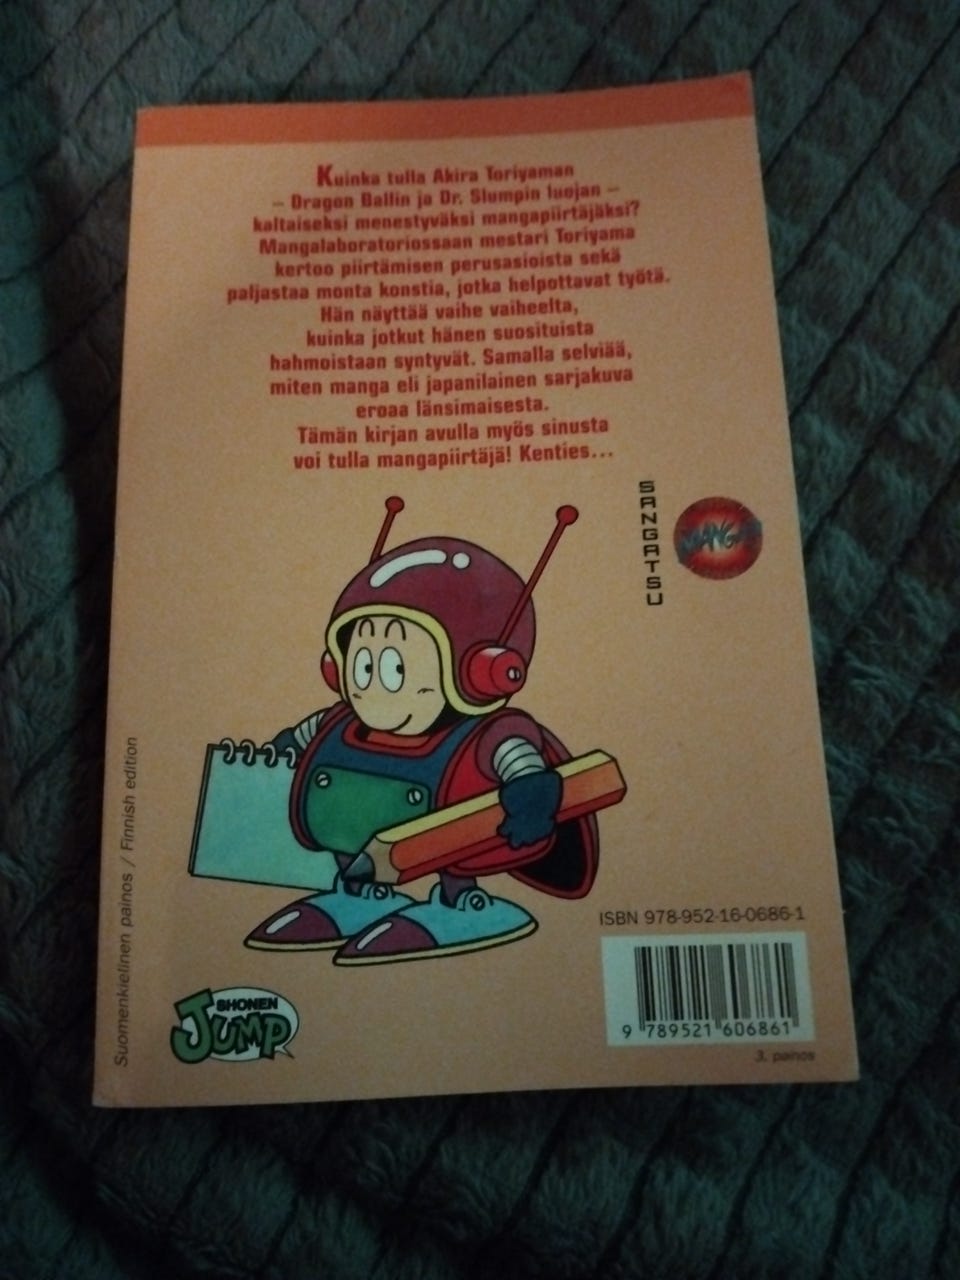 Kuinka tulla Akira Toriyaman
– Dragon Ballin ja Dr. Slumpin luojan –
kaltaiseksi menestyväksi mangapiirtäjäksi?
Mangalaboratoriossaan mestari Toriyama
kertoo piirtämisen perusasioista sekä
paljastaa monta konstia, jotka helpottavat työtä.
Hän näyttää vaihe vaiheelta,
kuinka jotkut hänen suosituista
hahmoistaan syntyvät. Samalla selviää,
miten manga eli japanilainen sarjakuva
eroaa länsimaisesta.
Tämän kirjan avulla myös sinusta
voi tulla mangapiirtäjä! Kenties...
SANGATSU
MANGA
Suomenkielinen painos / Finnish edition
ISBN 978-952-16-0686-1
9 789521 606861
3. painos
SHONEN
JUMP